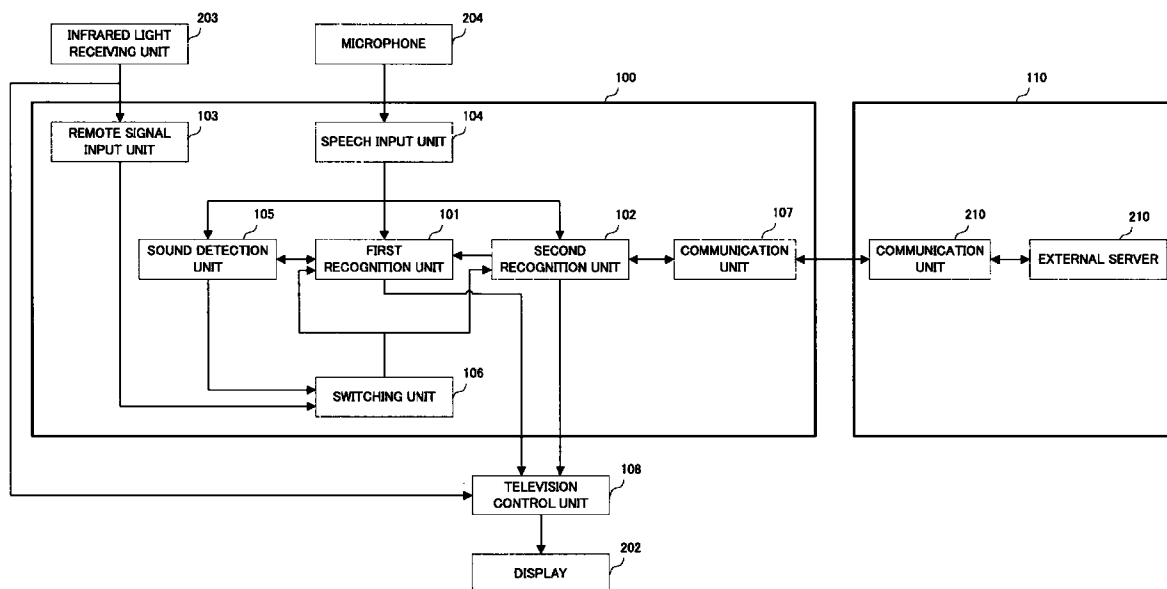 203
INFRARED LIGHT
RECEIVING UNIT
204
MICROPHONE
100
110
103
REMOTE SIGNAL
INPUT UNIT
104
SPEECH INPUT UNIT
105
SOUND DETECTION
UNIT
101
FIRST
RECOGNITION UNIT
102
SECOND
RECOGNITION UNIT
107
COMMUNICATION
UNIT
210
COMMUNICATION
UNIT
210
EXTERNAL SERVER
106
SWITCHING UNIT
108
TELEVISION
CONTROL UNIT
202
DISPLAY